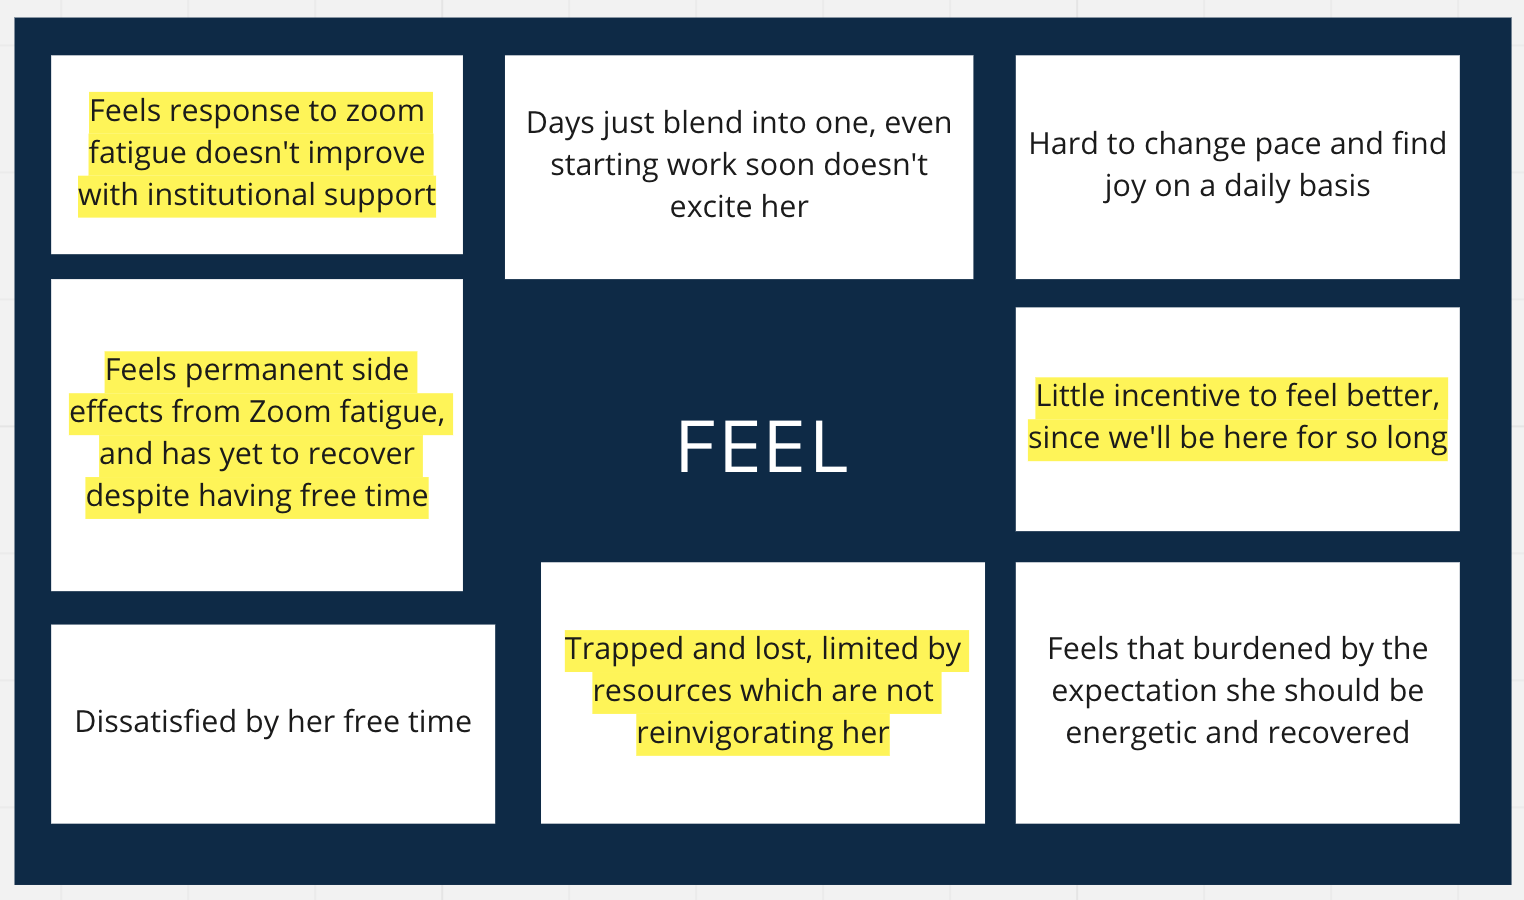 Feels response to zoom
fatigue doesn't improve
with institutional support
Days just blend into one, even
starting work soon doesn't
excite her
Hard to change pace and find
joy on a daily basis
Feels permanent side
effects from Zoom fatigue,
and has yet to recover
despite having free time
FEEL
Little incentive to feel better,
since we'll be here for so long
Dissatisfied by her free time
Trapped and lost, limited by
resources which are not
reinvigorating her
Feels that burdened by the
expectation she should be
energetic and recovered